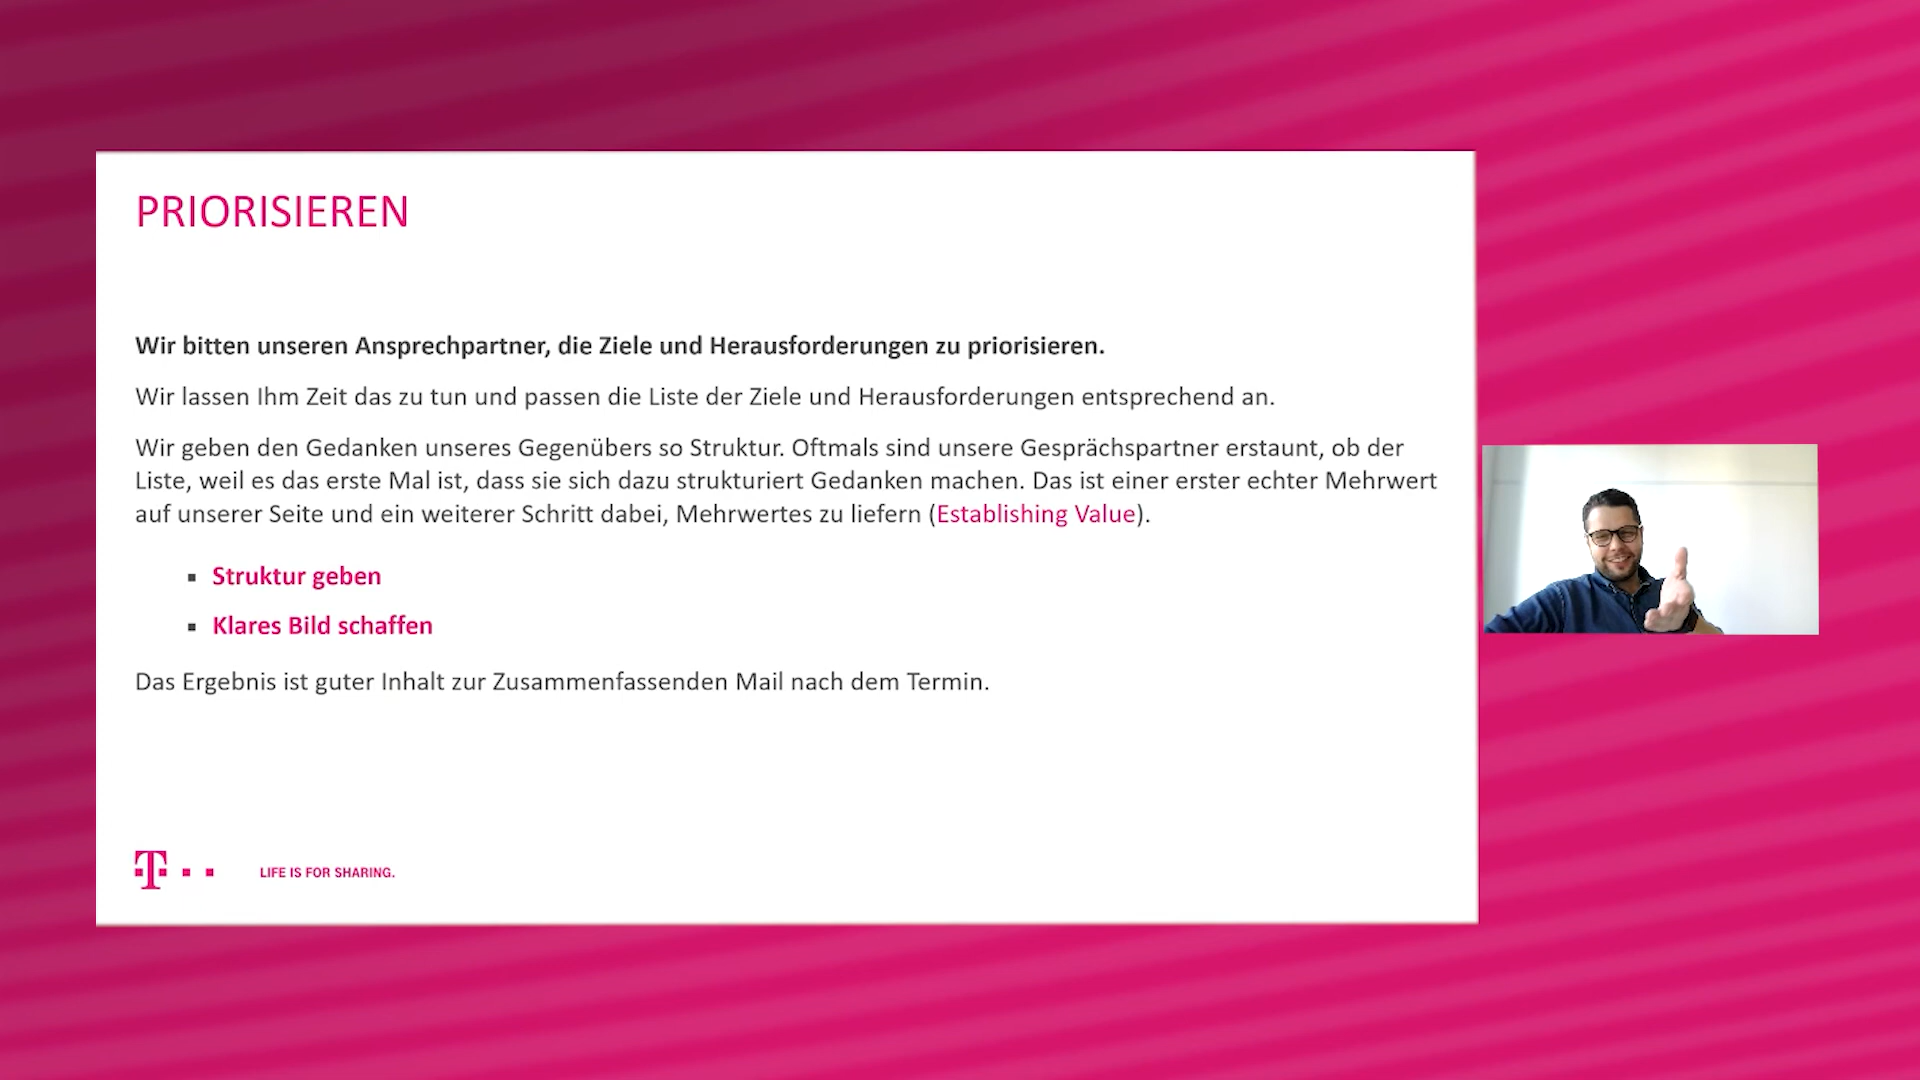 PRIORISIEREN
Wir bitten unseren Ansprechpartner, die Ziele und Herausforderungen zu priorisieren.
Wir lassen Ihm Zeit das zu tun und passen die Liste der Ziele und Herausforderungen entsprechend an.
Wir geben den Gedanken unseres Gegenübers so Struktur. Oftmals sind unsere Gesprächspartner erstaunt, ob der
Liste, weil es das erste Mal ist, dass sie sich dazu strukturiert Gedanken machen. Das ist einer erster echter Mehrwert
auf unserer Seite und ein weiterer Schritt dabei, Mehrwertes zu liefern (Establishing Value).
▪ Struktur geben
▪ Klares Bild schaffen
Das Ergebnis ist guter Inhalt zur Zusammenfassenden Mail nach dem Termin.
T
LIFE IS FOR SHARING.